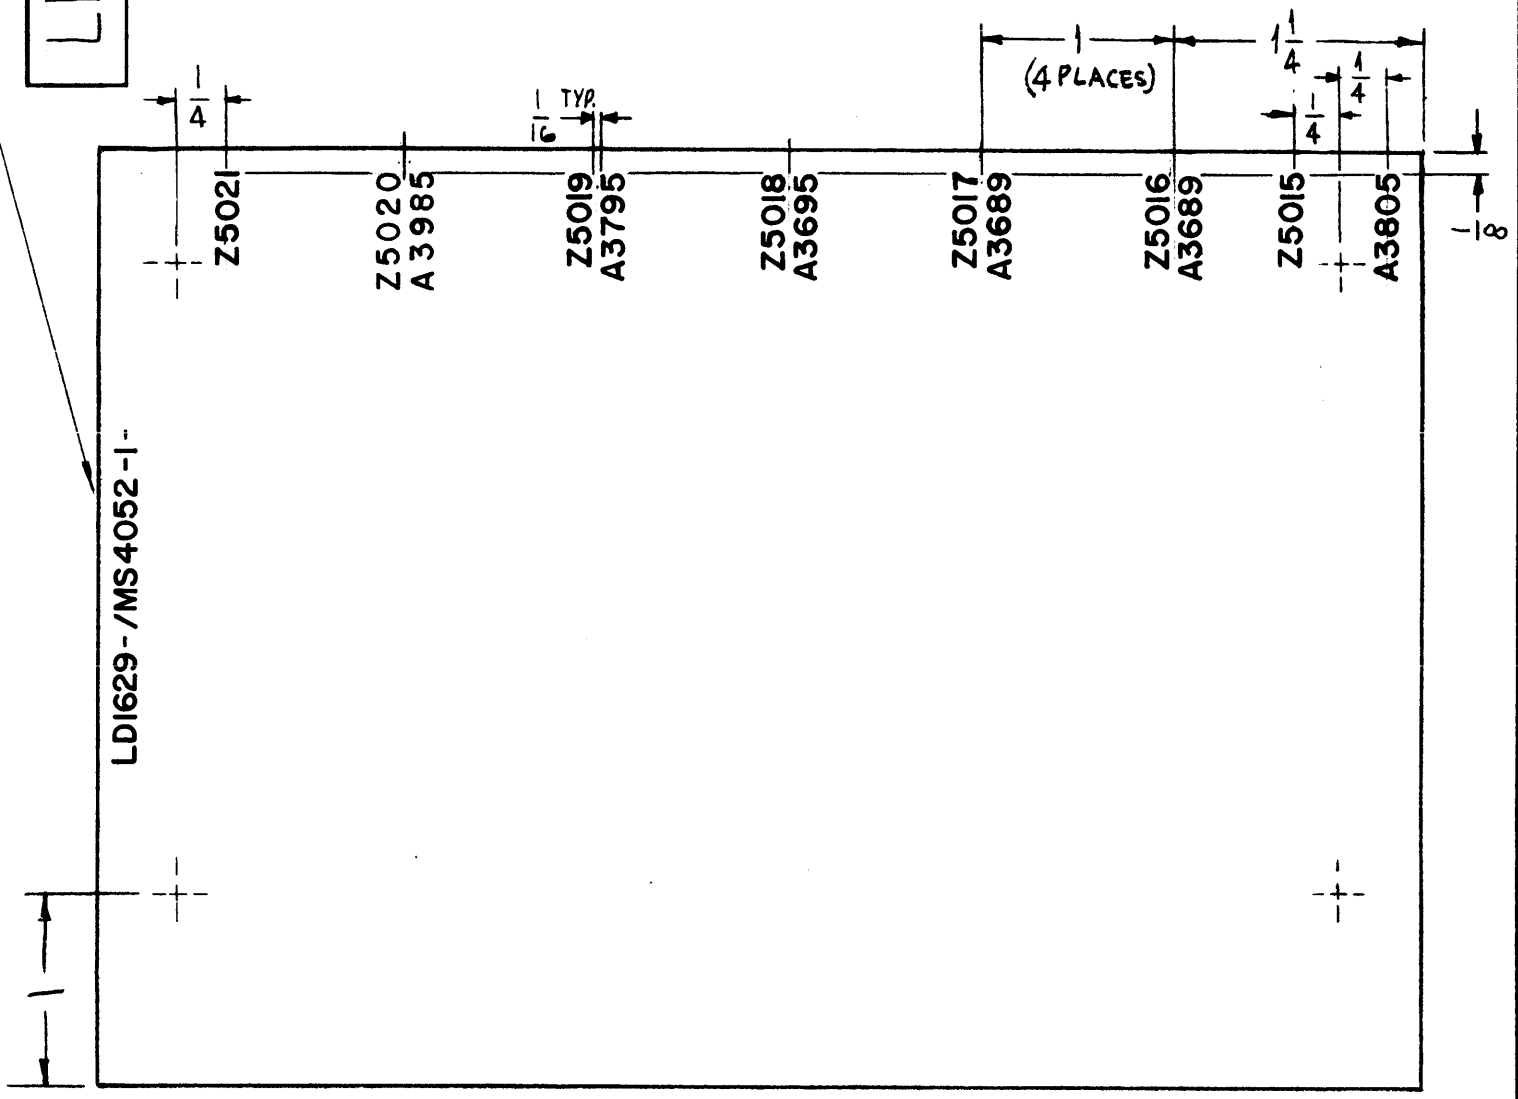 1
(4 PLACES)
1 1/4
1/4
1/4
1/4
1/16 TYP.
1/8
Z5021
Z5020
A3985
Z5019
A3795
Z5018
A3695
Z5017
A3689
Z5016
A3689
Z5015
A3805
LD1629-/MS4052-1-
1